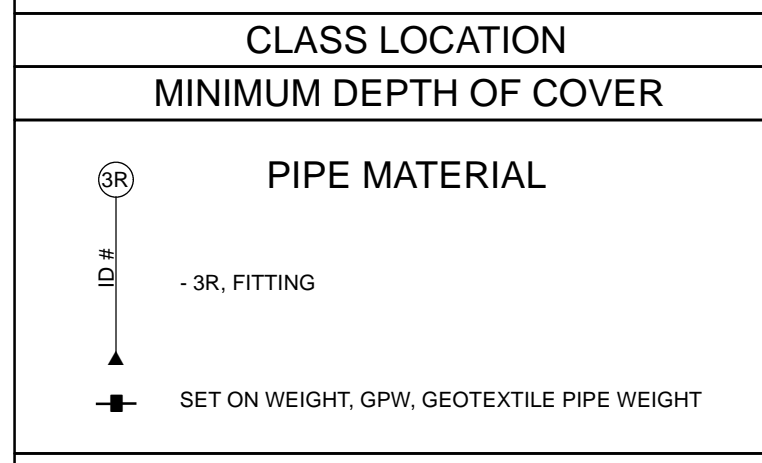 CLASS LOCATION
MINIMUM DEPTH OF COVER
PIPE MATERIAL
3R
ID #
- 3R, FITTING
SET ON WEIGHT, GPW, GEOTEXTILE PIPE WEIGHT